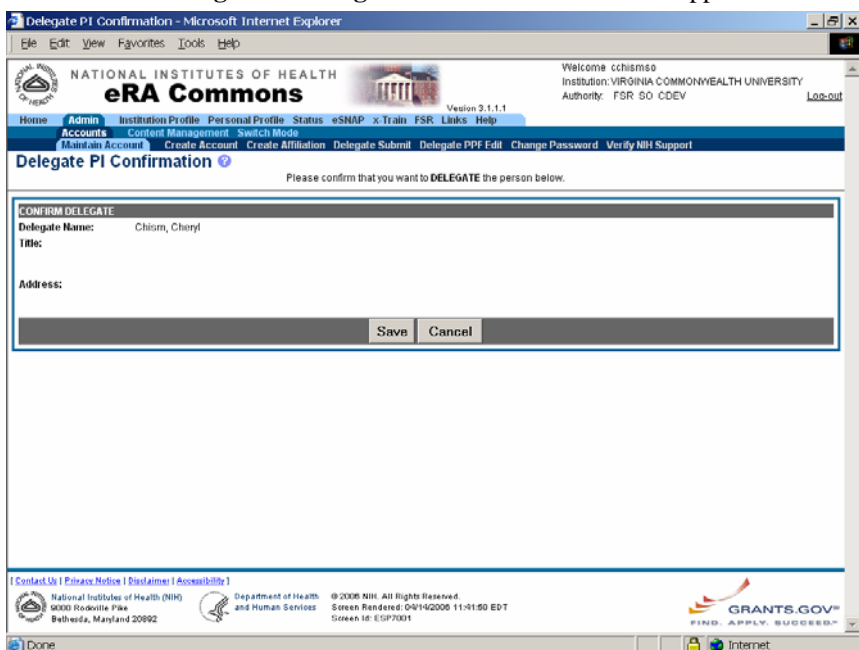 Delegate PI Confirmation - Microsoft Internet Explorer
File Edit View Favorites Tools Help
NATIONAL INSTITUTES OF HEALTH
eRA Commons
Vesion 3.1.1.1
Welcome cchismso
Institution: VIRGINIA COMMONWEALTH UNIVERSITY
Authority: FSR SO CDEV
Log-out
Home Admin Institution Profile Personal Profile Status eSNAP x-Train FSR Links Help
Accounts Content Management Switch Mode
Maintain Account Create Account Create Affiliation Delegate Submit Delegate PPF Edit Change Password Verify NIH Support
Delegate PI Confirmation ?
Please confirm that you want to DELEGATE the person below.
CONFIRM DELEGATE
Delegate Name: Chism, Cheryl
Title:
Address:
Save Cancel
[ Contact Us | Privacy Notice | Disclaimer | Accessibility ]
National Institutes of Health (NIH)
9000 Rockville Pike
Bethesda, Maryland 20892
Department of Health
and Human Services
© 2006 NIH. All Rights Reserved.
Screen Rendered: 04/14/2006 11:41:50 EDT
Screen Id: ESP7001
GRANTS.GOV
FIND. APPLY. SUCCEED.
Done
Internet